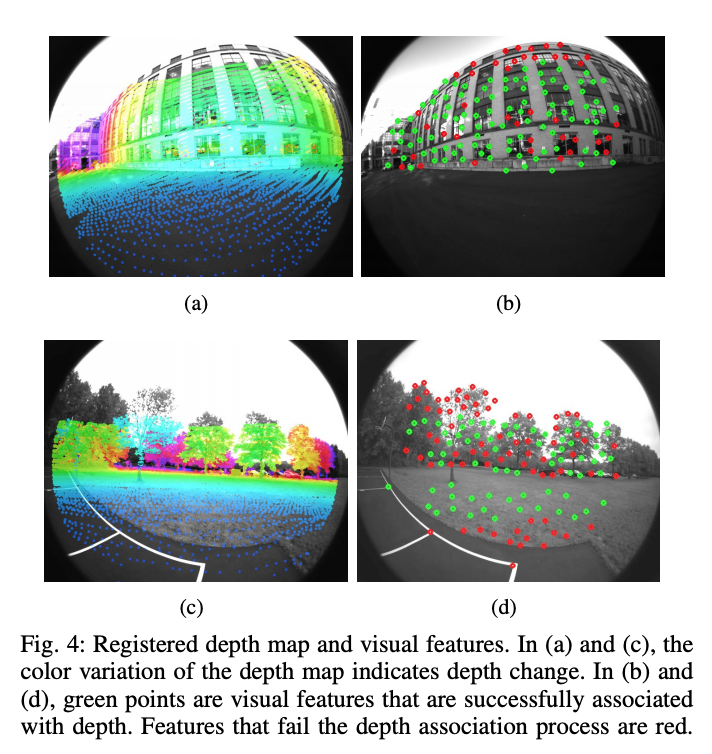 (a)
(b)
(c)
(d)
Fig. 4: Registered depth map and visual features. In (a) and (c), the
color variation of the depth map indicates depth change. In (b) and
(d), green points are visual features that are successfully associated
with depth. Features that fail the depth association process are red.